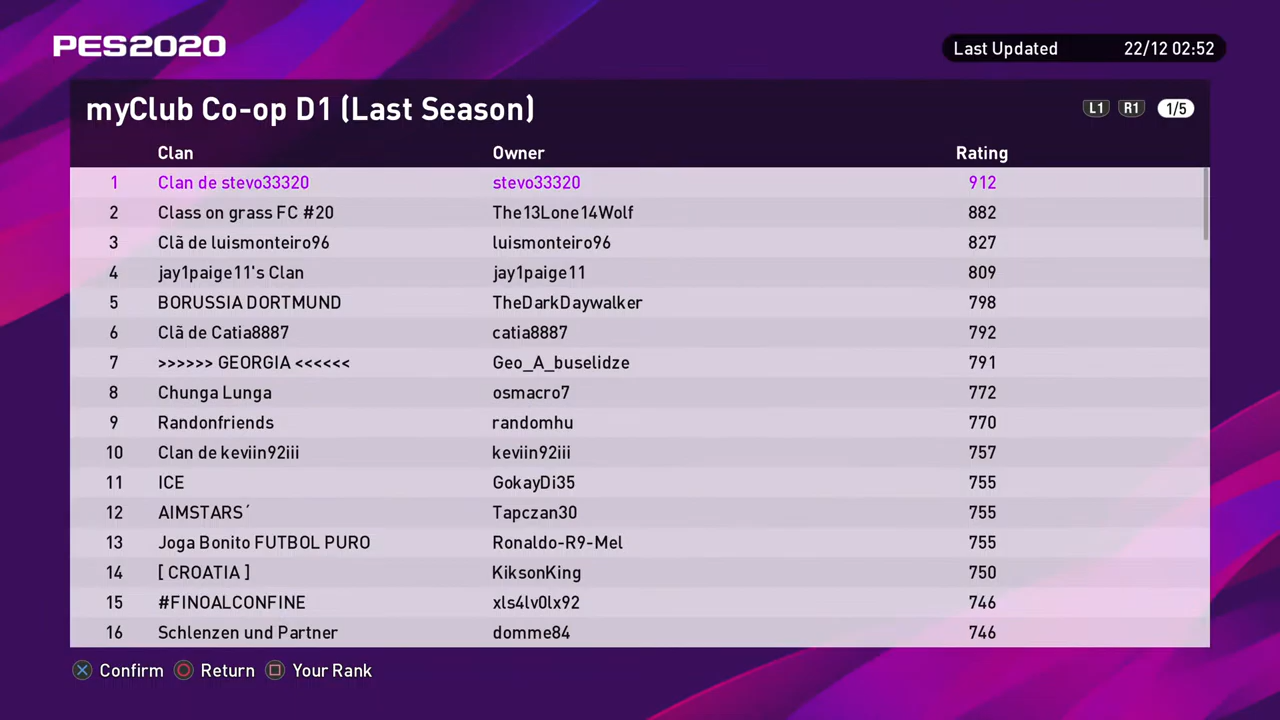 PES2020
Last Updated 22/12 02:52
myClub Co-op D1 (Last Season) L1 R1 1/5
Clan Owner Rating
1 Clan de stevo33320 stevo33320 912
2 Class on grass FC #20 The13Lone14Wolf 882
3 Clã de luismonteiro96 luismonteiro96 827
4 jay1paige11's Clan jay1paige11 809
5 BORUSSIA DORTMUND TheDarkDaywalker 798
6 Clã de Catia8887 catia8887 792
7 >>>>>> GEORGIA <<<<<< Geo_A_buselidze 791
8 Chunga Lunga osmacro7 772
9 Randonfriends randomhu 770
10 Clan de keviin92iii keviin92iii 757
11 ICE GokayDi35 755
12 AIMSTARS´ Tapczan30 755
13 Joga Bonito FUTBOL PURO Ronaldo-R9-Mel 755
14 [ CROATIA ] KiksonKing 750
15 #FINOALCONFINE xls4lv0lx92 746
16 Schlenzen und Partner domme84 746
Confirm Return Your Rank